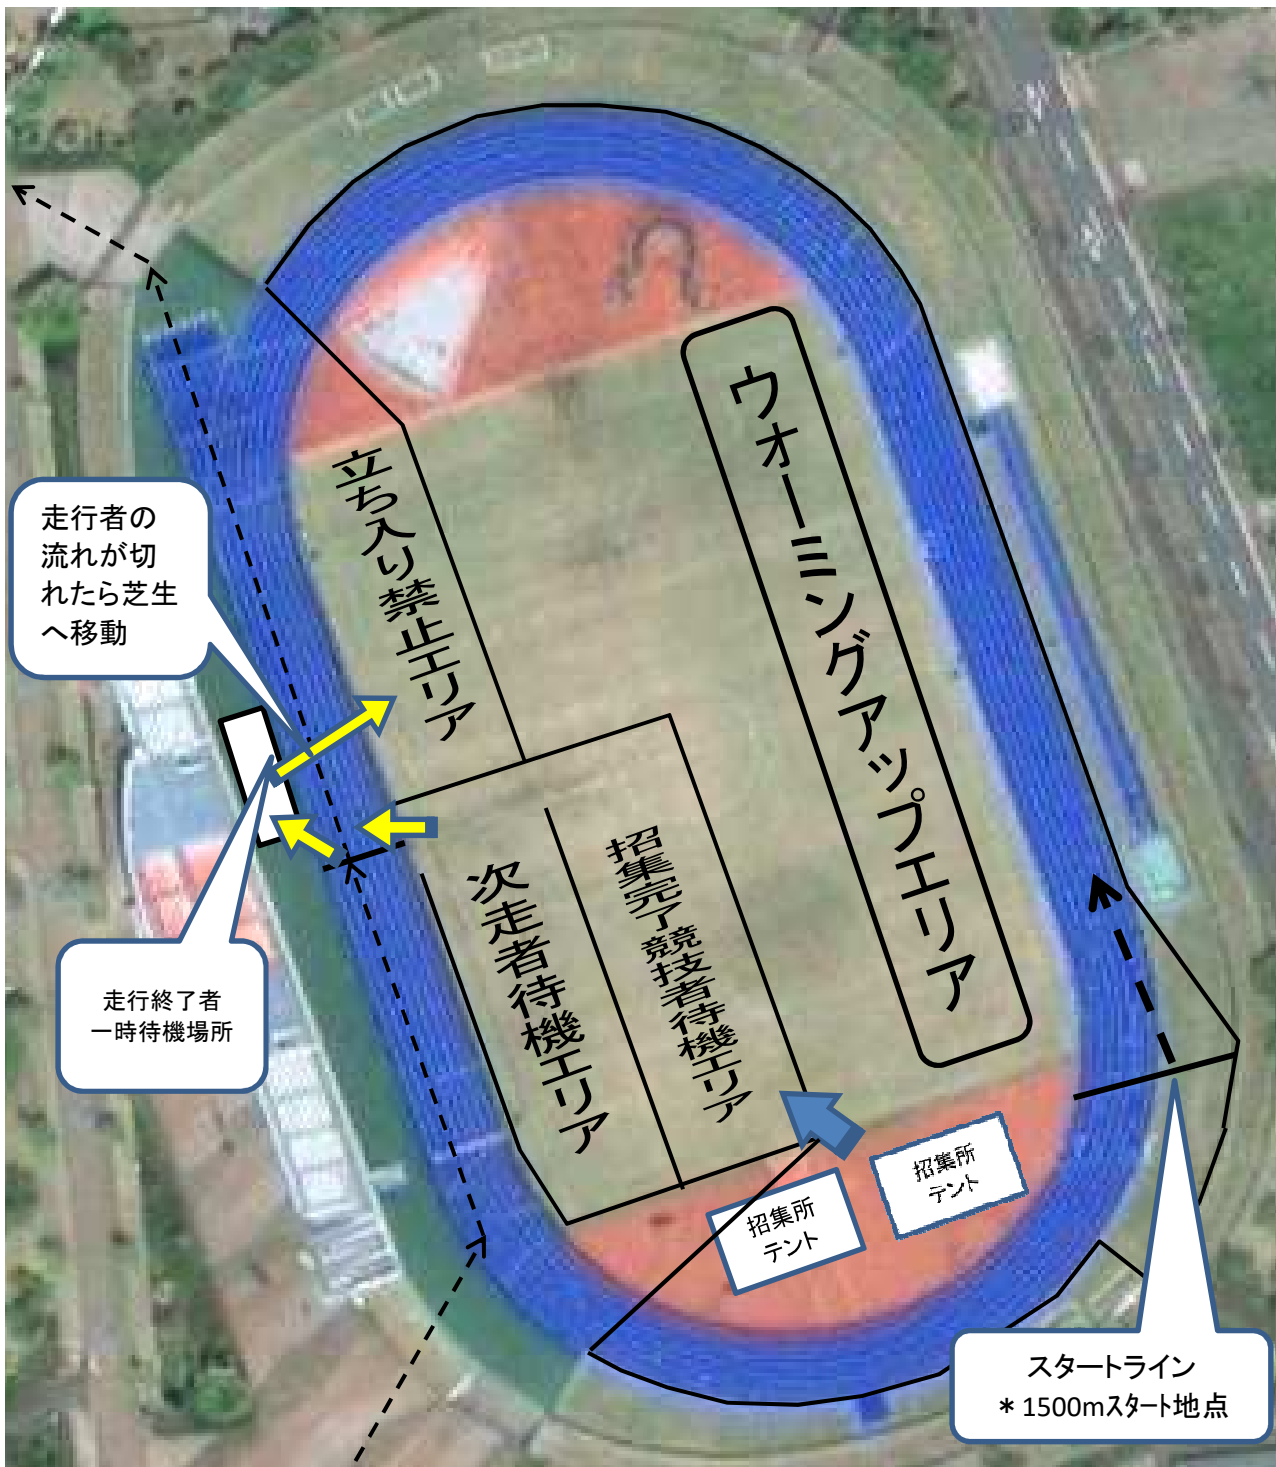 ウォーミングアップエリア
立ち入り禁止エリア
走行者の
流れが切
れたら芝生
へ移動
招集完了競技者待機エリア
次走者待機エリア
走行終了者
一時待機場所
招集所
テント
招集所
テント
スタートライン
＊1500mスタート地点